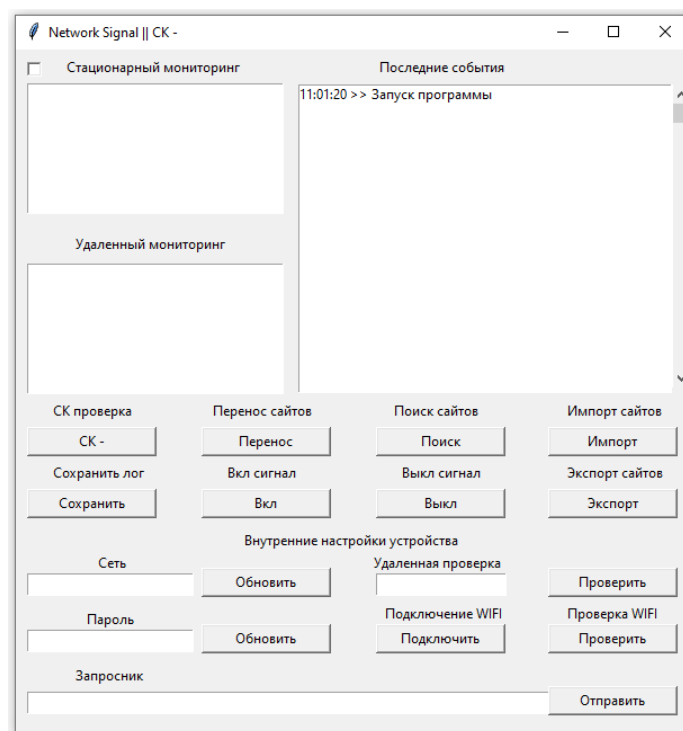 Network Signal || СК -
Стационарный мониторинг
Последние события
11:01:20 >> Запуск программы
Удаленный мониторинг
СК проверка Перенос сайтов Поиск сайтов Импорт сайтов
СК - Перенос Поиск Импорт
Сохранить лог Вкл сигнал Выкл сигнал Экспорт сайтов
Сохранить Вкл Выкл Экспорт
Внутренние настройки устройства
Сеть Удаленная проверка
Обновить Проверить
Пароль Подключение WIFI Проверка WIFI
Обновить Подключить Проверить
Запросник
Отправить